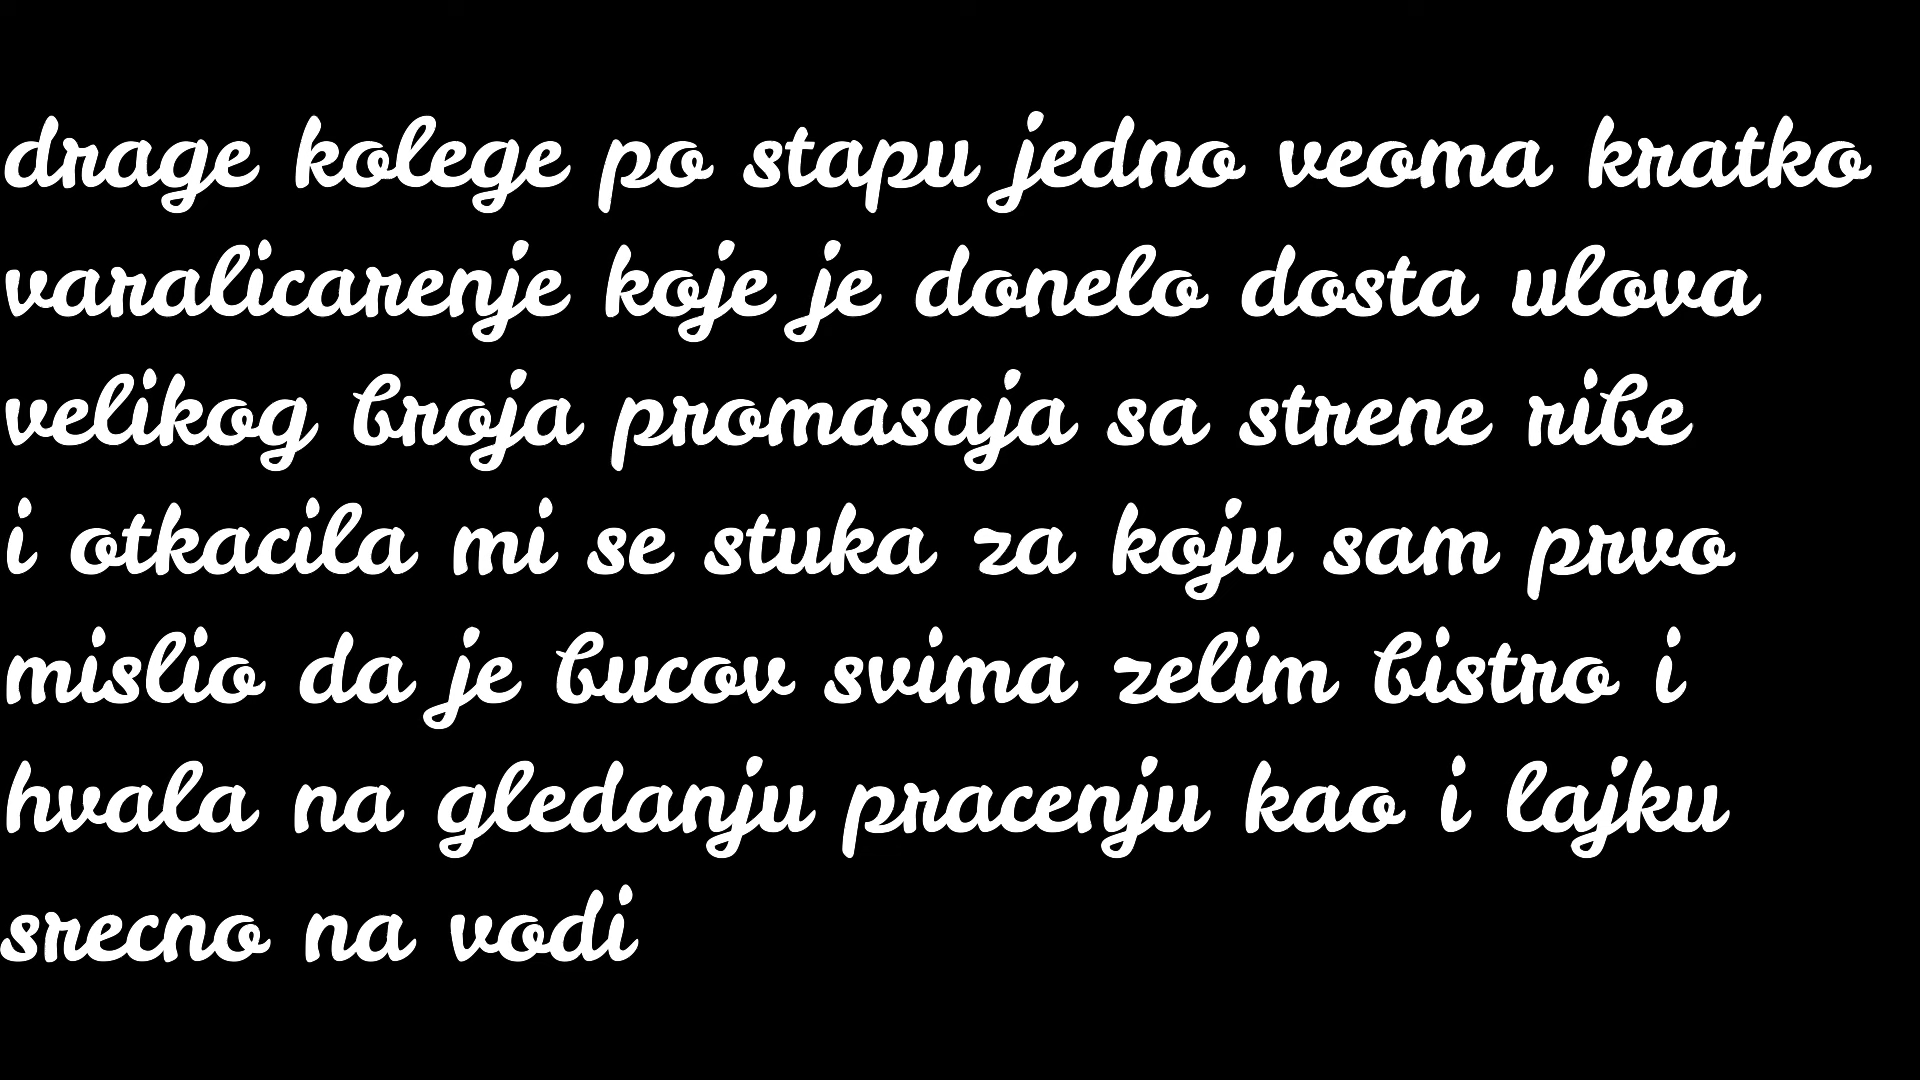 drage kolege po stapu jedno veoma kratko
varalicarenje koje je donelo dosta ulova
velikog broja promasaja sa strene ribe
i otkacila mi se stuka za koju sam prvo
mislio da je bucov svima zelim bistro i
hvala na gledanju pracenju kao i lajku
srecno na vodi